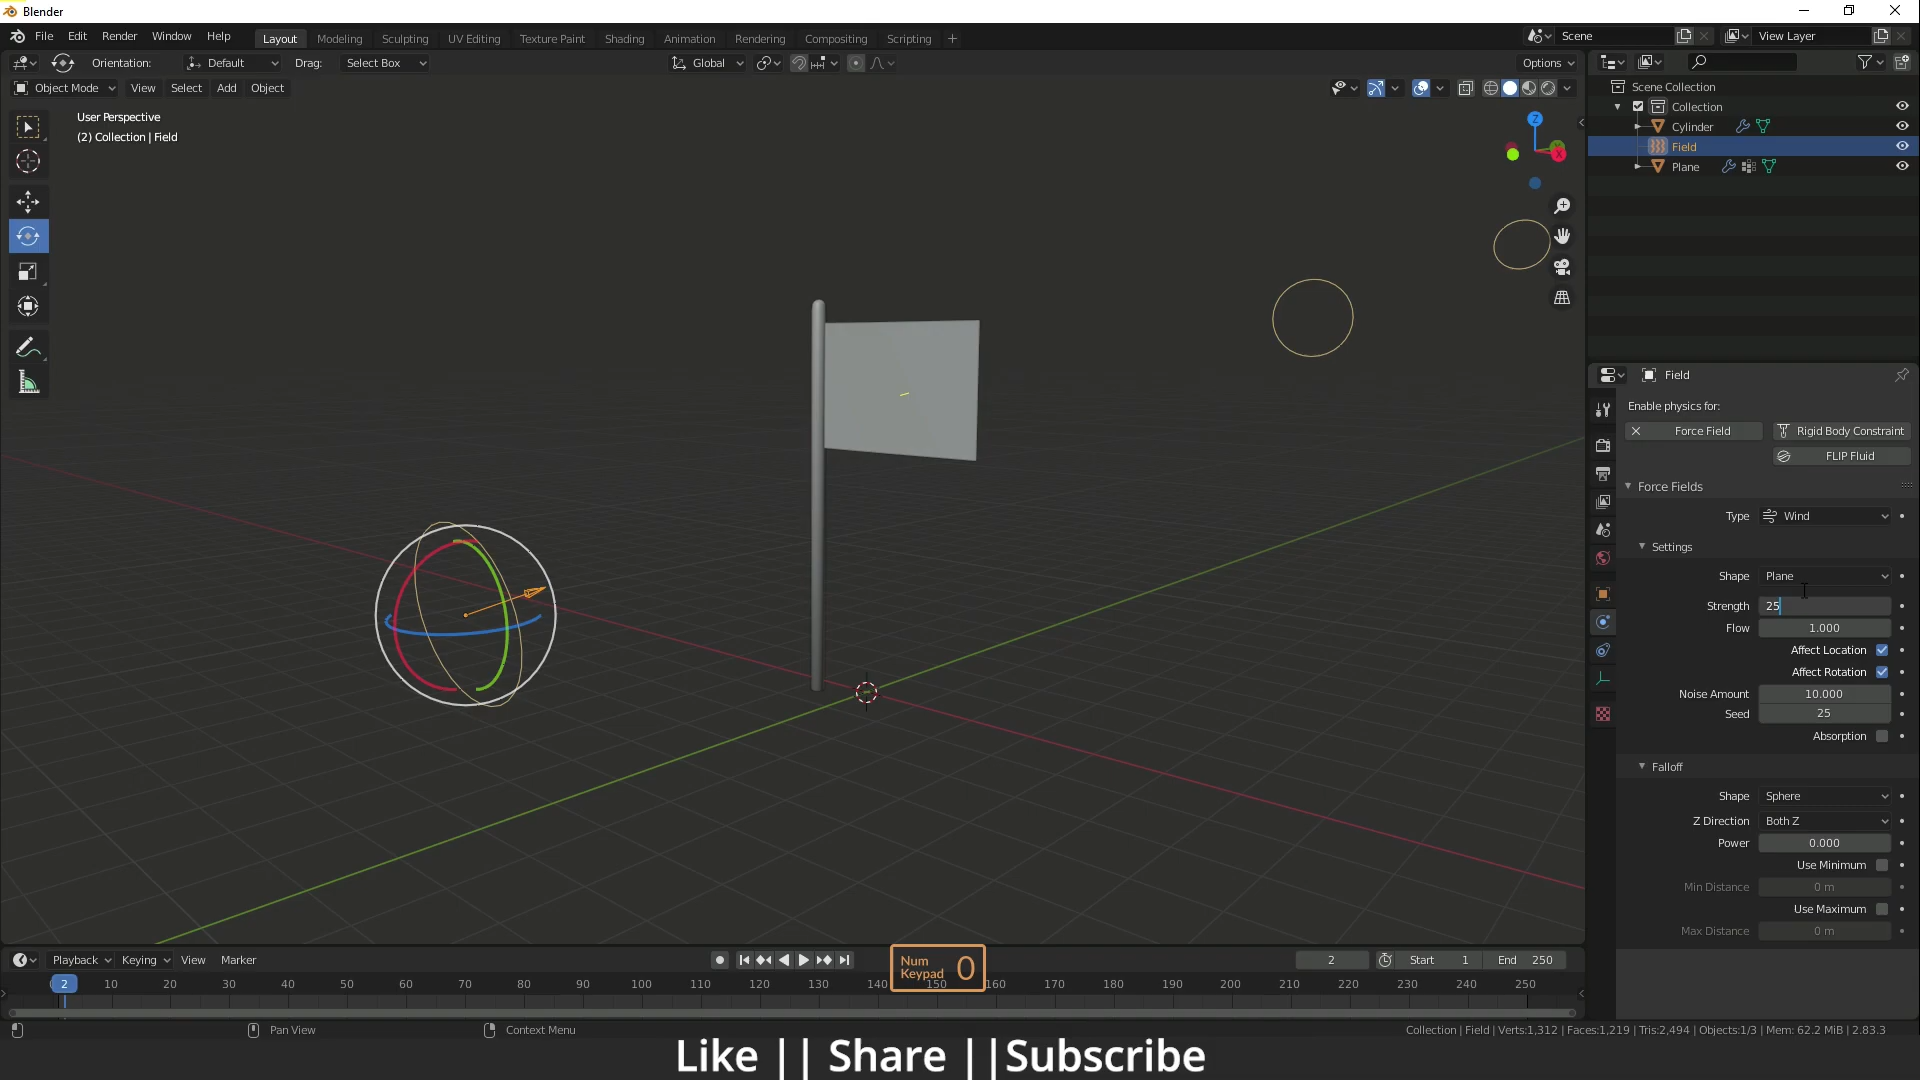 Blender
File Edit Render Window Help Layout Modeling Sculpting UV Editing Texture Paint Shading Animation Rendering Compositing Scripting Scene View Layer
Orientation: Default Drag: Select Box Global Options
Object Mode View Select Add Object
User Perspective
(2) Collection | Field
Z
X
Scene Collection
Collection
Cylinder
Field
Plane
Field
Enable physics for:
Force Field Rigid Body Constraint
FLIP Fluid
Force Fields
Type Wind
Settings
Shape Plane
Strength 25
Flow 1.000
Affect Location
Affect Rotation
Noise Amount 10.000
Seed 25
Absorption
Falloff
Shape Sphere
Z Direction Both Z
Power 0.000
Use Minimum
Min Distance 0 m
Use Maximum
Max Distance 0 m
Playback Keying View Marker 2 Start 1 End 250
Num
Keypad 0
2 10 20 30 40 50 60 70 80 90 100 110 120 130 140 150 160 170 180 190 200 210 220 230 240 250
Pan View Context Menu Collection | Field | Verts:1,312 | Faces:1,219 | Tris:2,494 | Objects:1/3 | Mem: 62.2 MiB | 2.83.3
Like || Share ||Subscribe